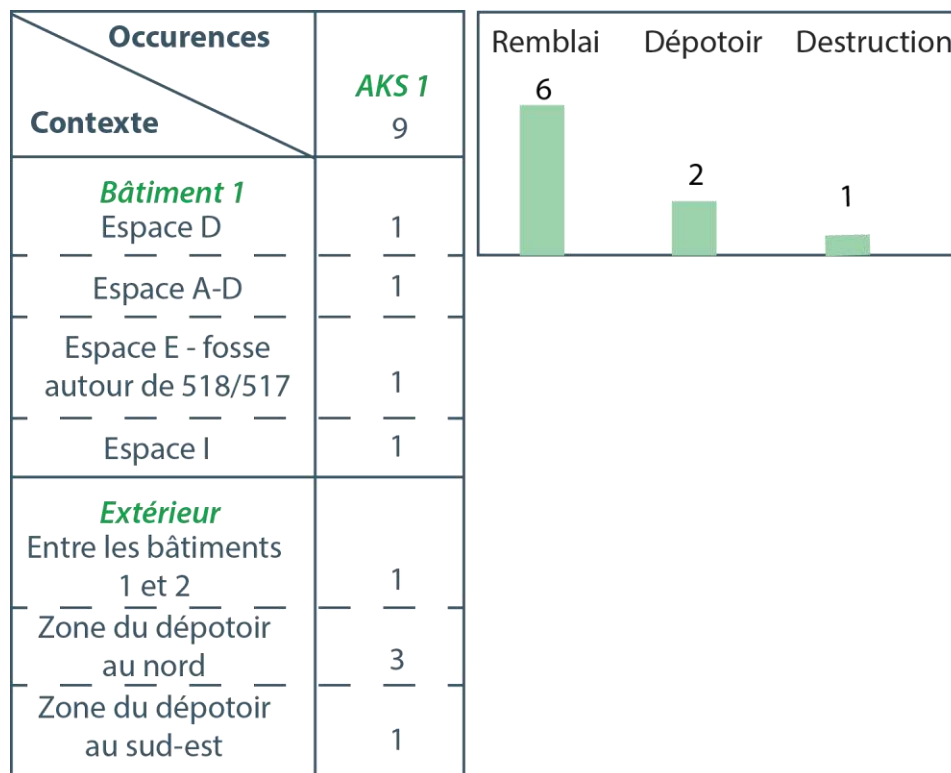 Occurences
Contexte
AKS 1
9
Bâtiment 1
Espace D
1
Espace A-D
1
Espace E - fosse
autour de 518/517
1
Espace I
1
Extérieur
Entre les bâtiments
1 et 2
1
Zone du dépotoir
au nord
3
Zone du dépotoir
au sud-est
1
Remblai Dépotoir Destruction
6
2
1